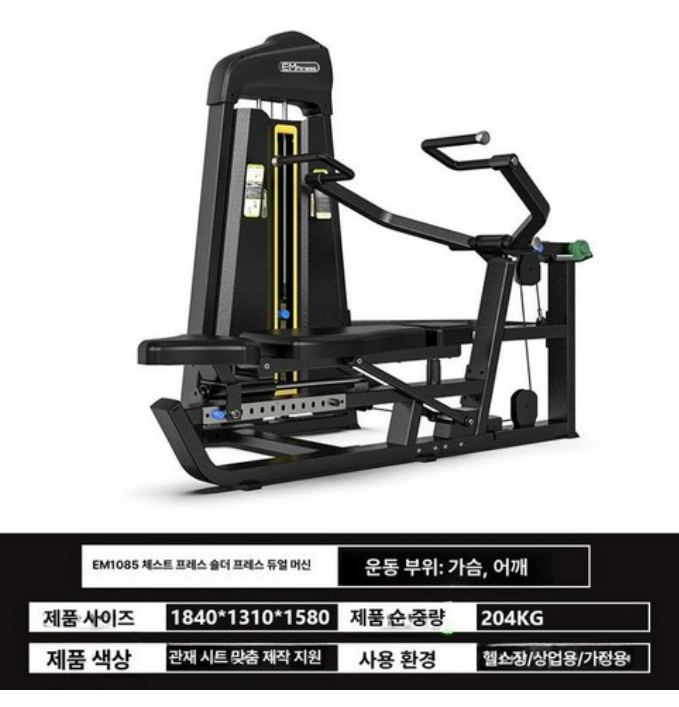 EMFitness
EM1085 체스트 프레스 숄더 프레스 듀얼 머신
운동 부위: 가슴, 어깨
제품 사이즈
1840*1310*1580
제품 순 중량
204KG
제품 색상
관재 시트 맞춤 제작 지원
사용 환경
헬스장/상업용/가정용